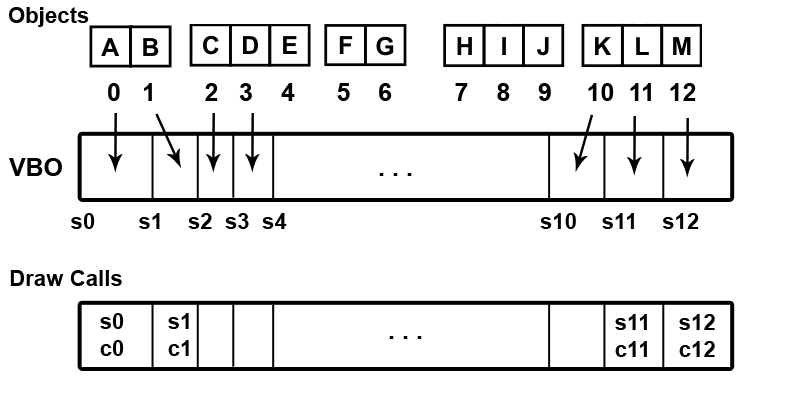 Objects
A B C D E F G H I J K L M
0 1 2 3 4 5 6 7 8 9 10 11 12
VBO ...
s0 s1 s2 s3 s4 s10 s11 s12
Draw Calls
s0 s1 s11 s12
...
c0 c1 c11 c12